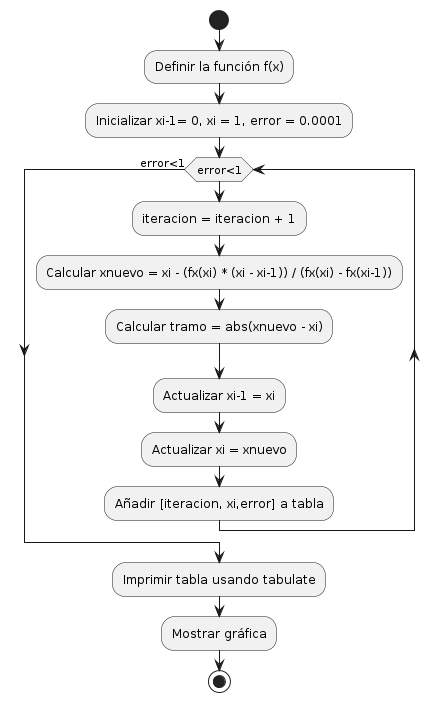 Definir la función f(x)
Inicializar xi-1= 0, xi = 1, error = 0.0001
error<1
error<1
iteracion = iteracion + 1
Calcular xnuevo = xi - (fx(xi) * (xi - xi-1)) / (fx(xi) - fx(xi-1))
Calcular tramo = abs(xnuevo - xi)
Actualizar xi-1 = xi
Actualizar xi = xnuevo
Añadir [iteracion, xi,error] a tabla
Imprimir tabla usando tabulate
Mostrar gráfica